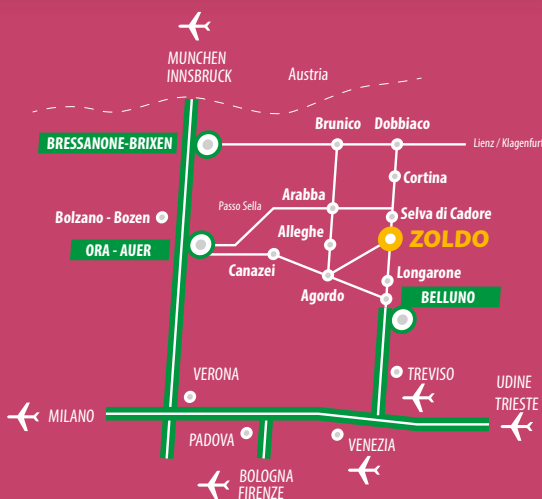 MUNCHEN
INNSBRUCK
Austria
Brunico
Dobbiaco
BRESSANONE-BRIXEN
Lienz / Klagenfurt
Cortina
Arabba
Passo Sella
Bolzano - Bozen
Selva di Cadore
Alleghe
ZOLDO
ORA - AUER
Canazei
Longarone
Agordo
BELLUNO
VERONA
TREVISO
UDINE
TRIESTE
MILANO
PADOVA
VENEZIA
BOLOGNA
FIRENZE